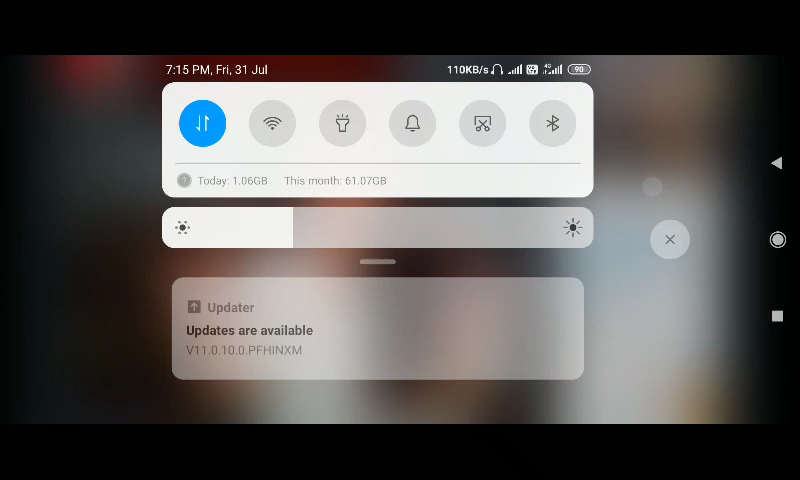 7:15 PM, Fri, 31 Jul 110KB/s 4G 90
Today: 1.06GB This month: 61.07GB
Updater
Updates are available
V11.0.10.0.PFHINXM